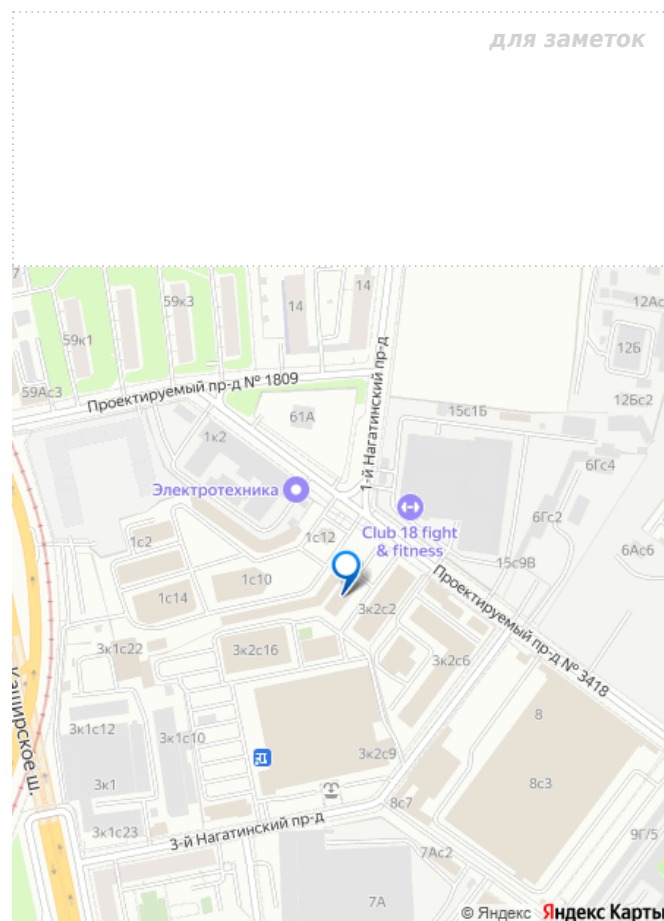 для заметок
7
59к3
14
14
12Ас
59к1
12Б
59Ас3
Проектируемый пр-д № 1809
1-й Нагатинский пр-д
12Бс2
61А
15с1Б
1к2
6Гс4
Электротехника
Club 18 fight
& fitness
6Гс2
1с2
1с12
6Ас6
15с9В
1с10
1с14
3к2с2
Проектируемый пр-д № 3418
3к1с22
3к2с16
3к2с6
Каширское ш.
3к1с12
3к1с10
8
3к2с9
3к1
8с3
8с7
3к1с23
3-й Нагатинский пр-д
9Г/5
7Ас2
7А
© Яндекс Яндекс Карты